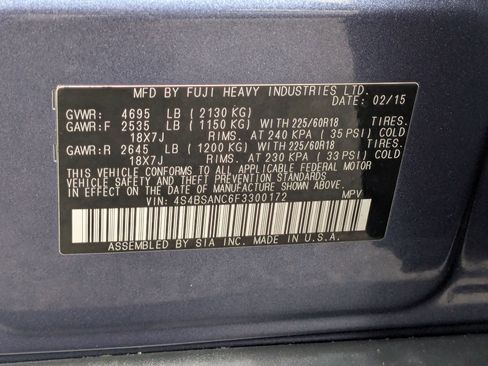 MFD BY FUJI HEAVY INDUSTRIES LTD.
DATE: 02/15
GVWR: 4695 LB (2130 KG)
GAWR:F 2535 LB (1150 KG) WITH 225/60R18 TIRES.
18X7J RIMS. AT 240 KPA (35 PSI) COLD
GAWR:R 2645 LB (1200 KG) WITH 225/60R18 TIRES.
18X7J RIMS. AT 230 KPA (33 PSI) COLD
THIS VEHICLE CONFORMS TO ALL APPLICABLE FEDERAL MOTOR
VEHICLE SAFETY AND THEFT PREVENTION STANDARDS
IN EFFECT ON THE DATE OF MANUFACTURE SHOWN ABOVE.
VIN: 4S4BSANC6F3300172 MPV
ASSEMBLED BY SIA INC. MADE IN U.S.A.